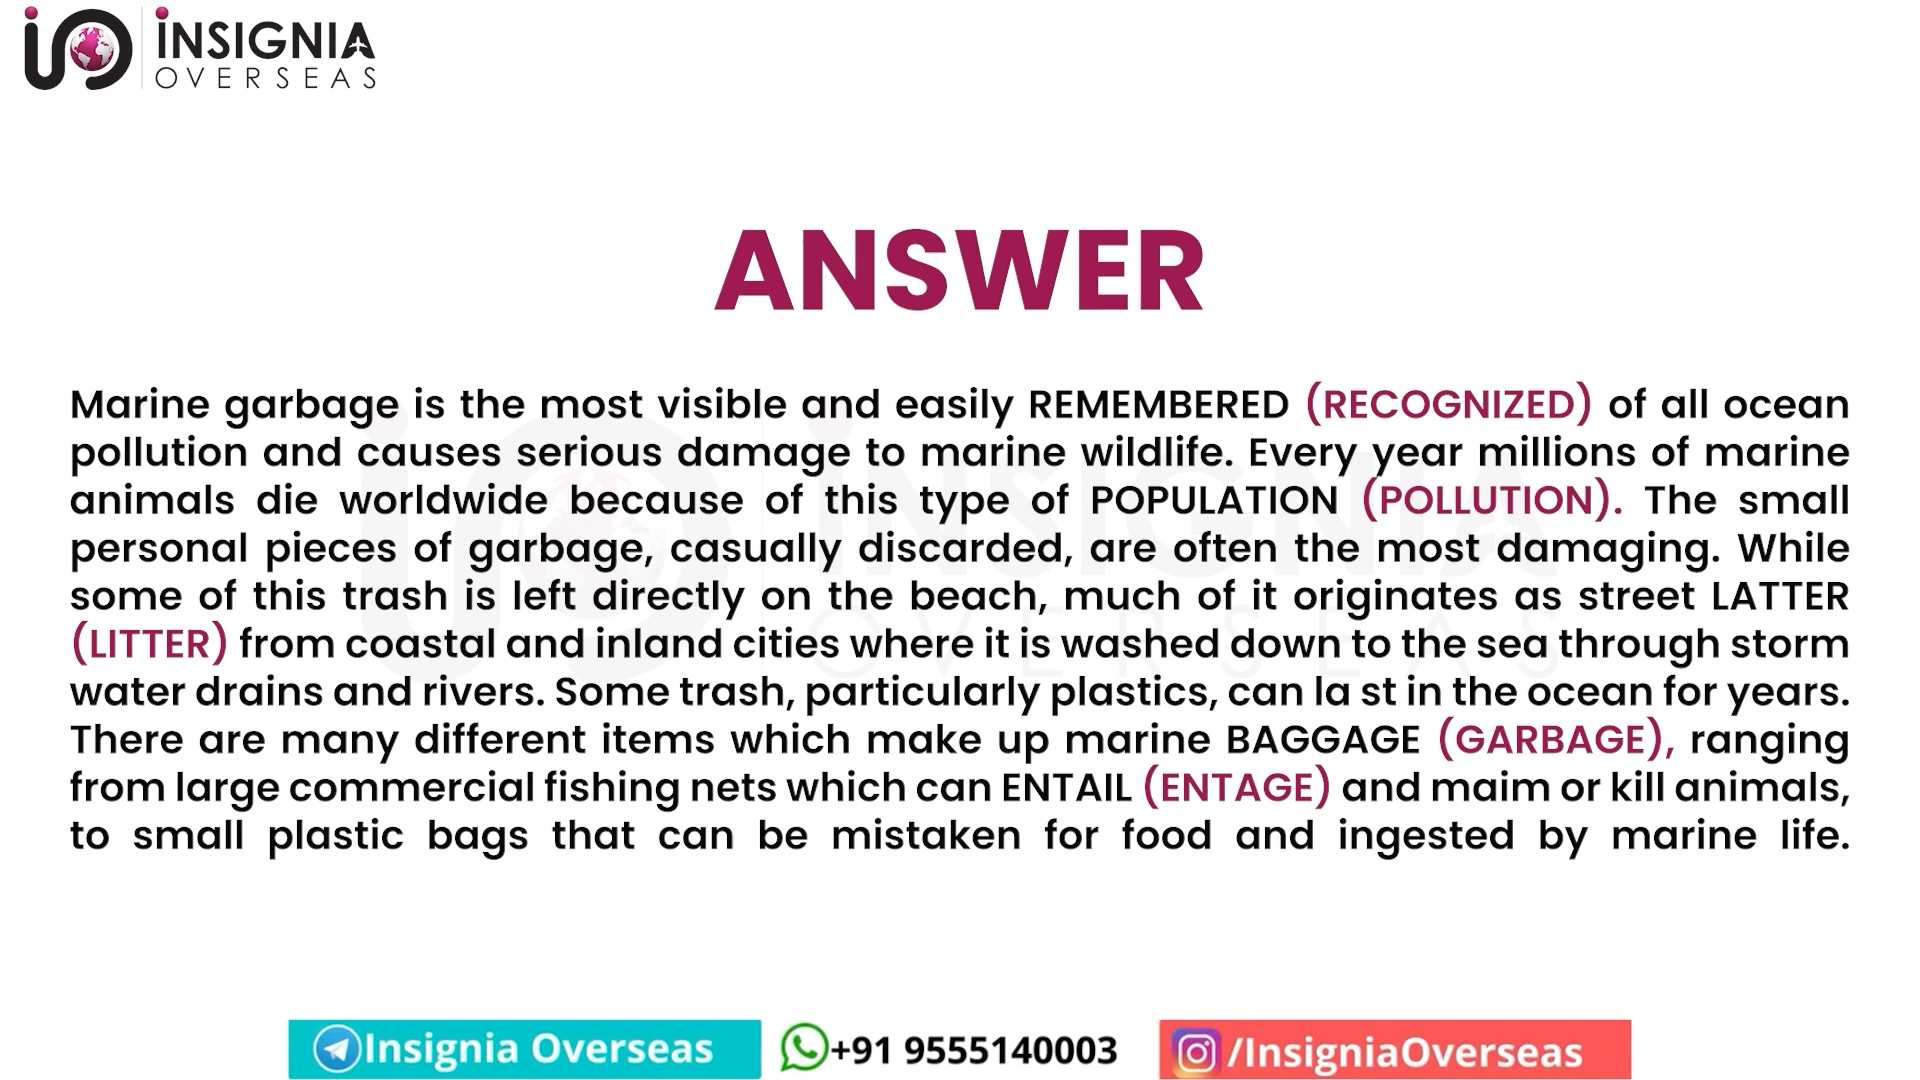 INSIGNIA
OVERSEAS
ANSWER
Marine garbage is the most visible and easily REMEMBERED (RECOGNIZED) of all ocean
pollution and causes serious damage to marine wildlife. Every year millions of marine
animals die worldwide because of this type of POPULATION (POLLUTION). The small
personal pieces of garbage, casually discarded, are often the most damaging. While
some of this trash is left directly on the beach, much of it originates as street LATTER
(LITTER) from coastal and inland cities where it is washed down to the sea through storm
water drains and rivers. Some trash, particularly plastics, can la st in the ocean for years.
There are many different items which make up marine BAGGAGE (GARBAGE), ranging
from large commercial fishing nets which can ENTAIL (ENTAGE) and maim or kill animals,
to small plastic bags that can be mistaken for food and ingested by marine life.
Insignia Overseas
+91 9555140003
/InsigniaOverseas